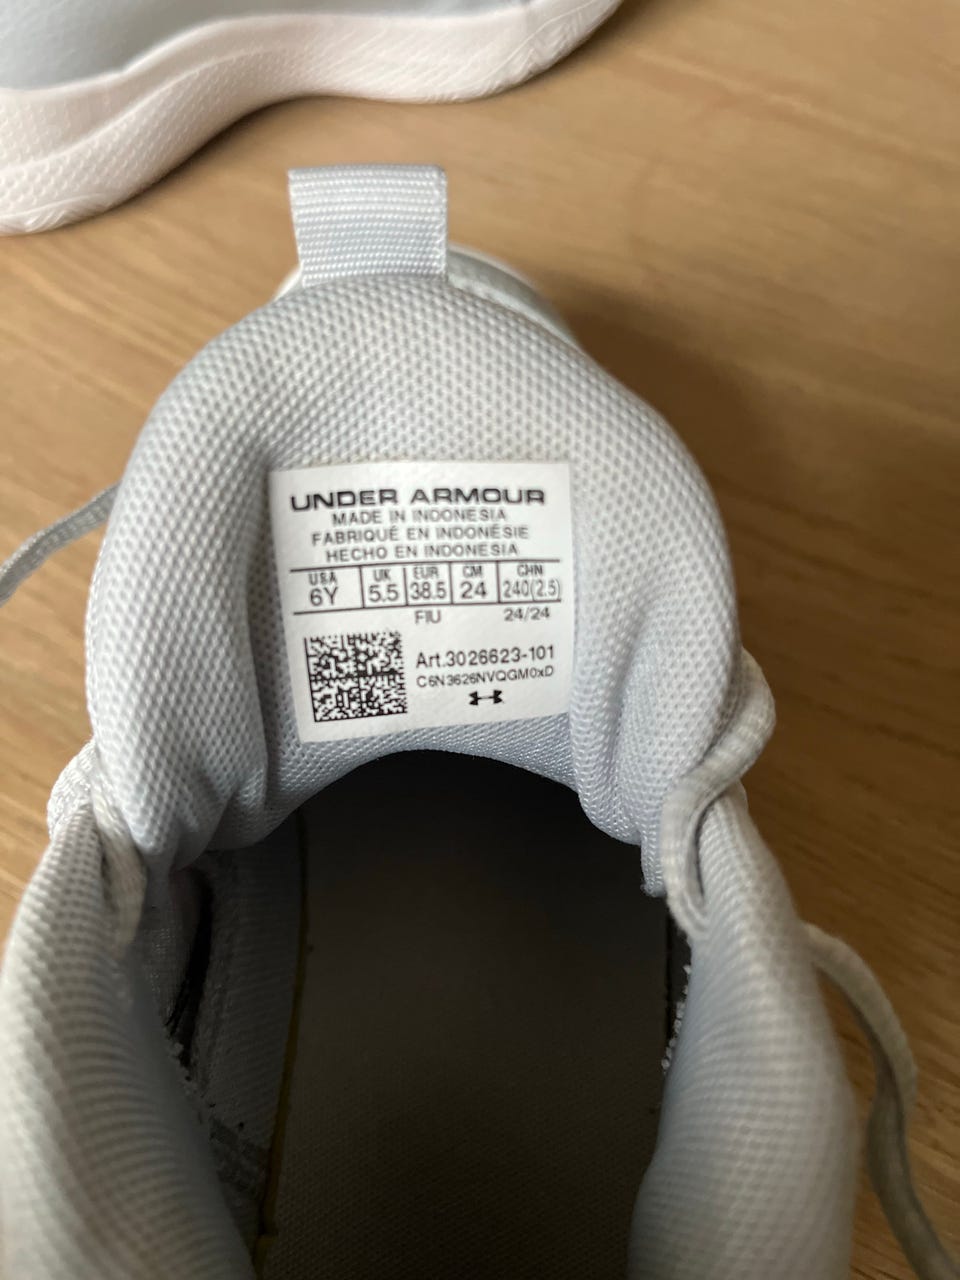 UNDER ARMOUR
MADE IN INDONESIA
FABRIQUÉ EN INDONÉSIE
HECHO EN INDONESIA
USA UK EUR CM CHN
6Y 5.5 38.5 24 240(2.5)
FIU 24/24
Art.3026623-101
C6N3626NVQGM0xD